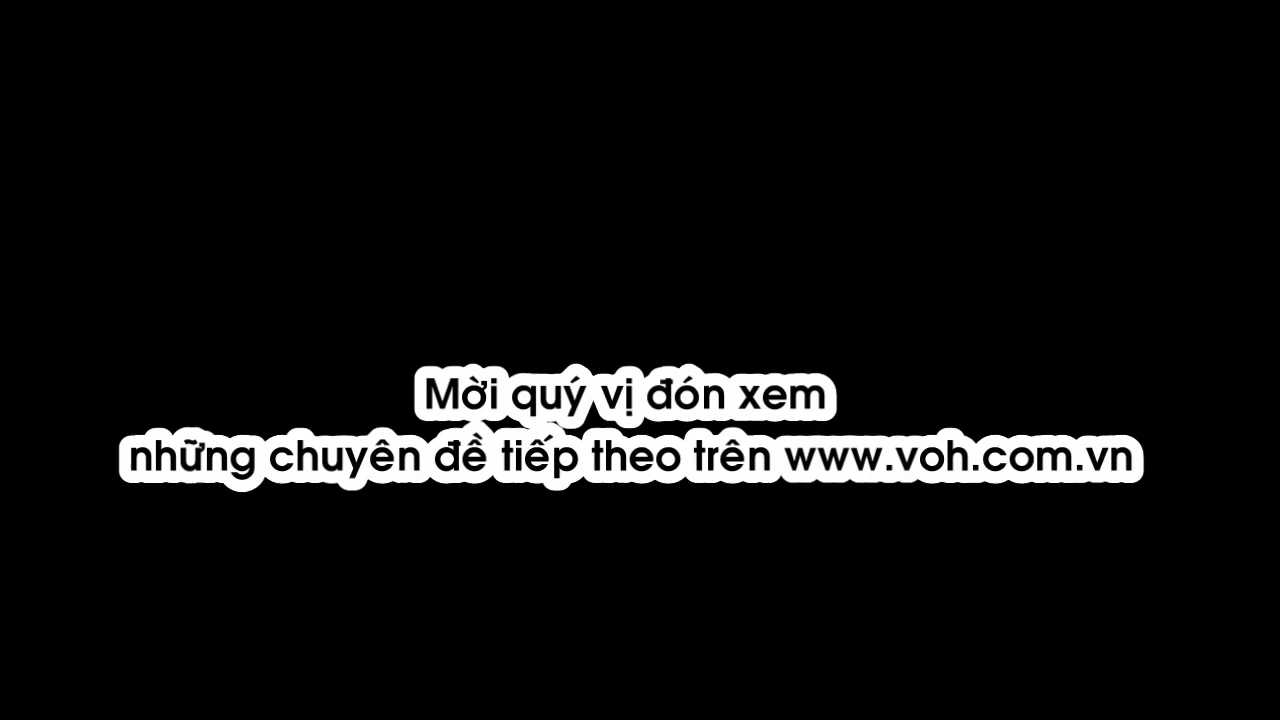 Mời quý vị đón xem
những chuyên đề tiếp theo trên www.voh.com.vn